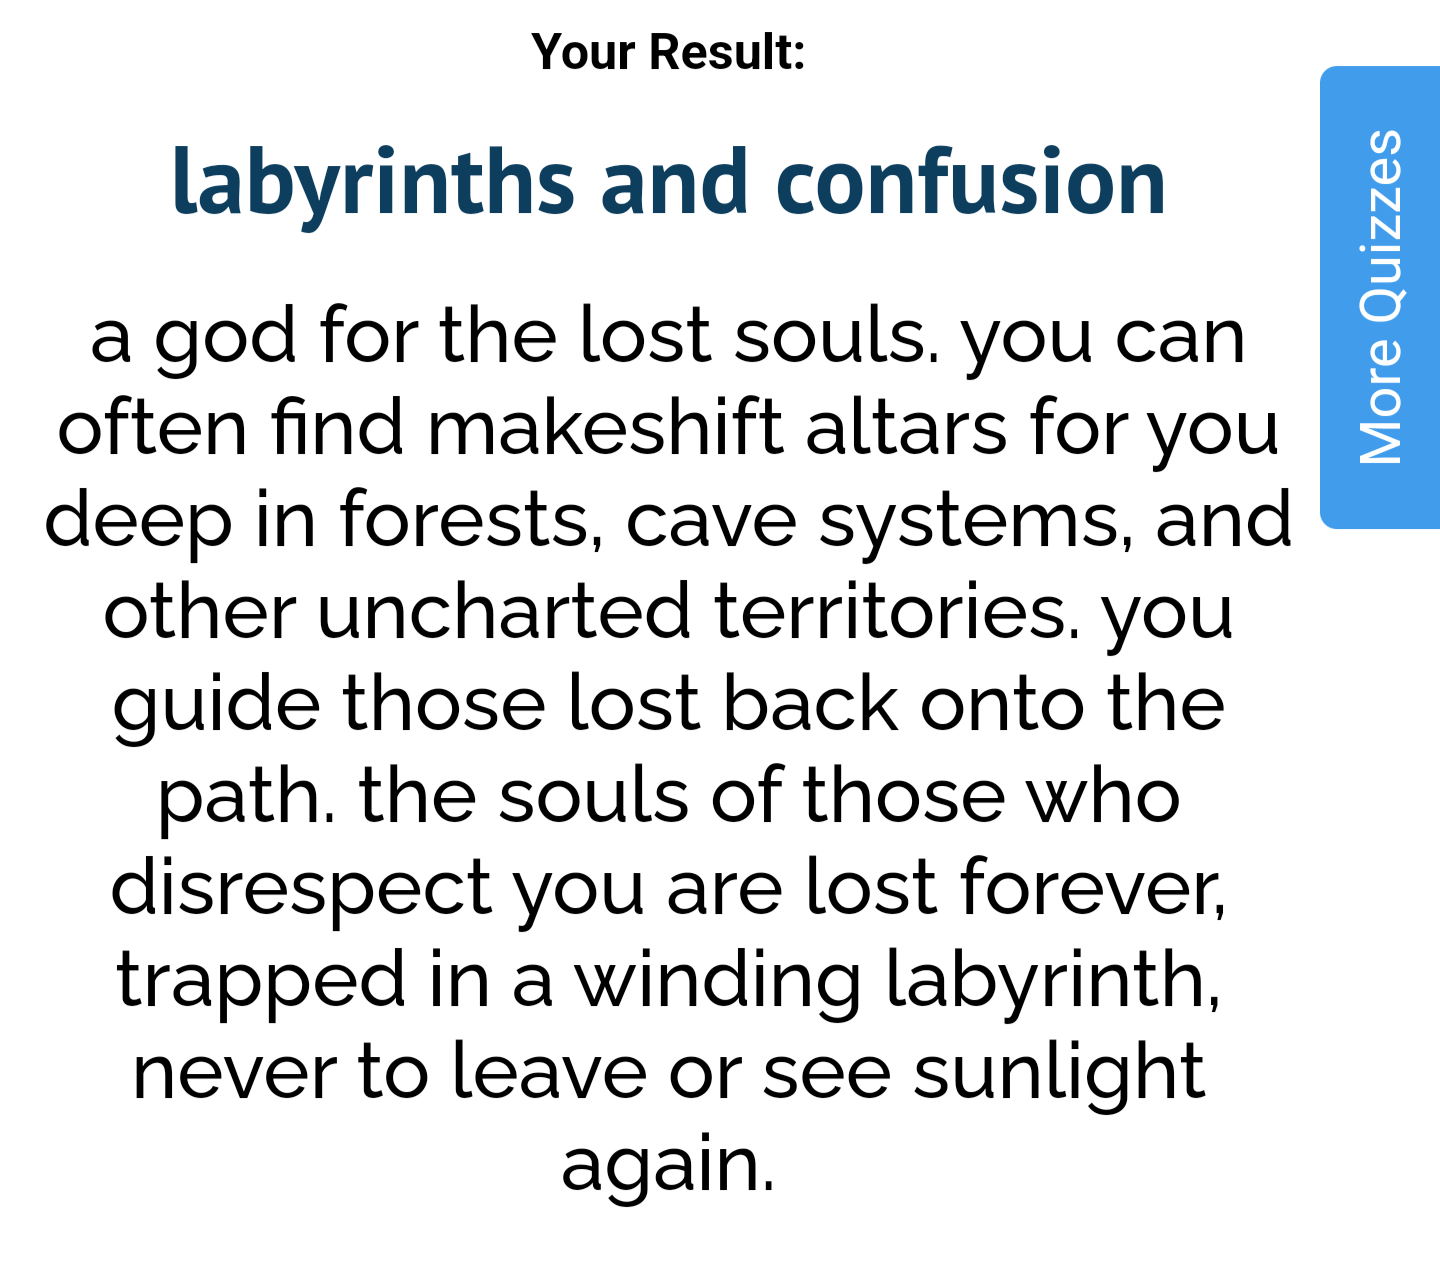 Your Result:
labyrinths and confusion
a god for the lost souls. you can
often find makeshift altars for you
deep in forests, cave systems, and
other uncharted territories. you
guide those lost back onto the
path. the souls of those who
disrespect you are lost forever,
trapped in a winding labyrinth,
never to leave or see sunlight
again.
More Quizzes